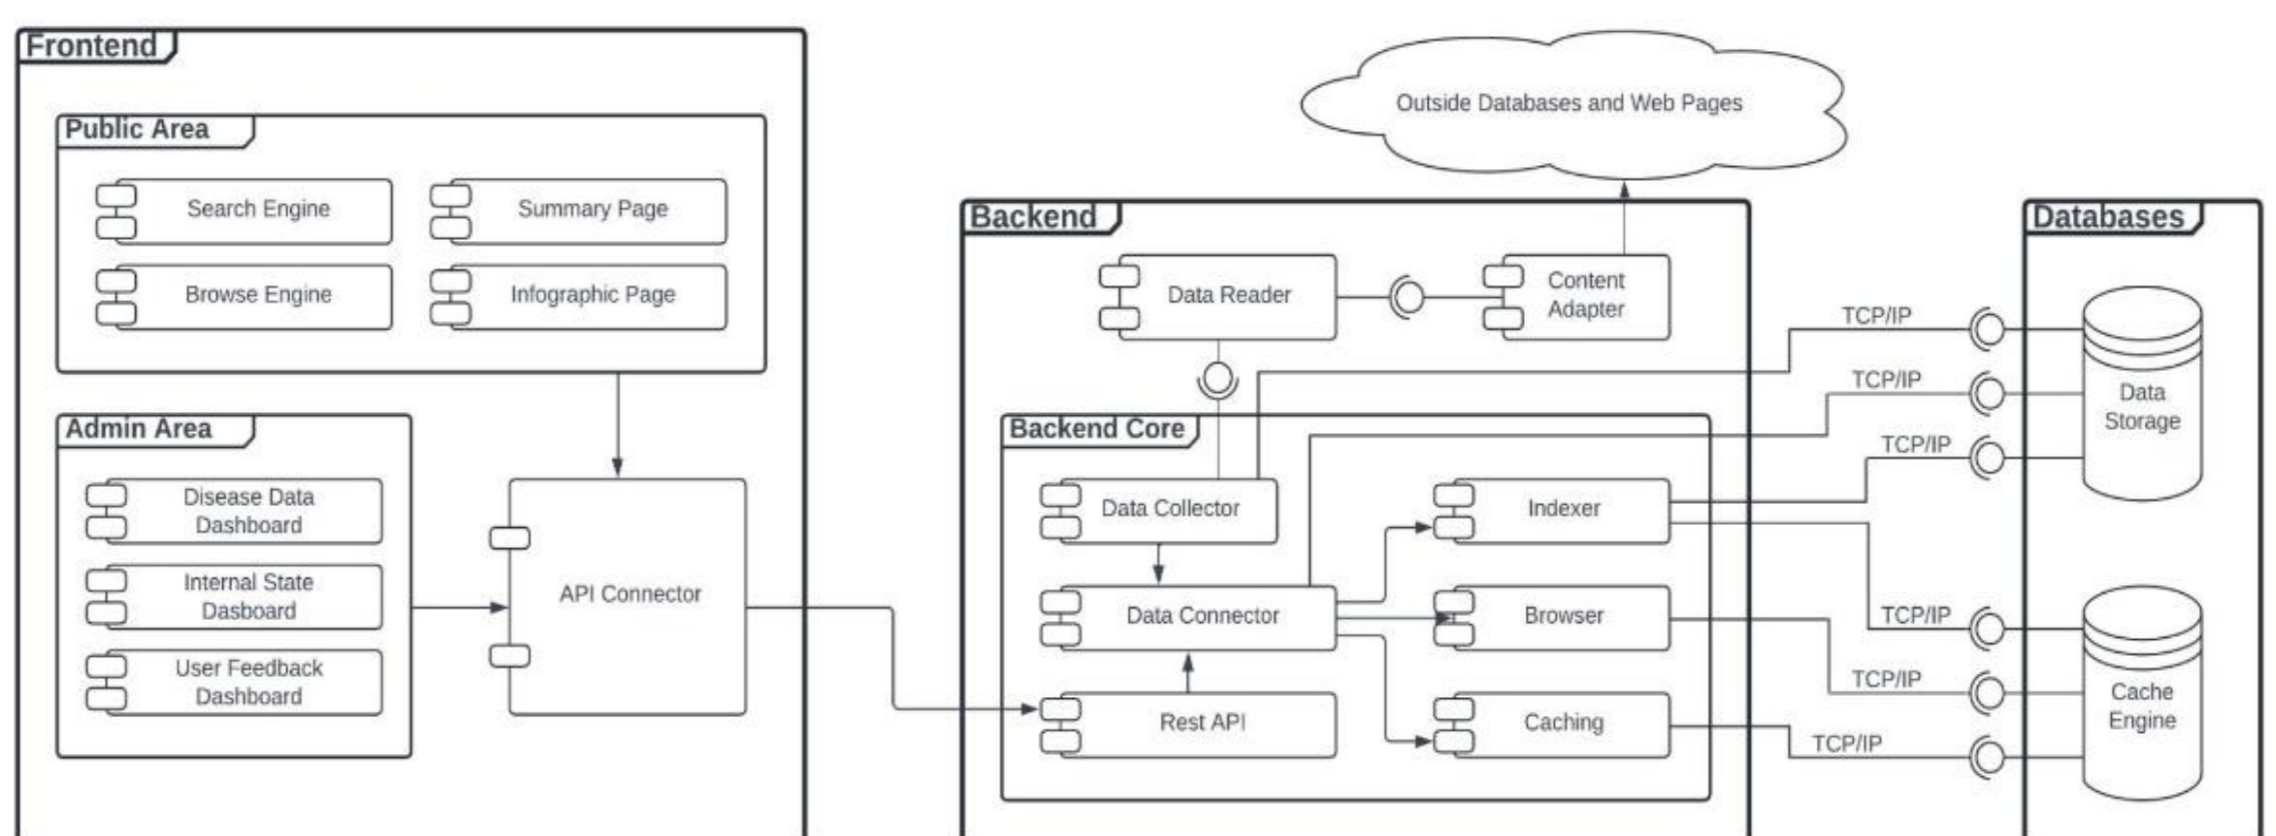 Frontend
Public Area
Search Engine
Summary Page
Browse Engine
Infographic Page
Admin Area
Disease Data
Dashboard
Internal State
Dasboard
User Feedback
Dashboard
API Connector
Outside Databases and Web Pages
Backend
Data Reader
Content
Adapter
Backend Core
Data Collector
Indexer
Data Connector
Browser
Rest API
Caching
TCP/IP
TCP/IP
TCP/IP
TCP/IP
TCP/IP
TCP/IP
Databases
Data
Storage
Cache
Engine